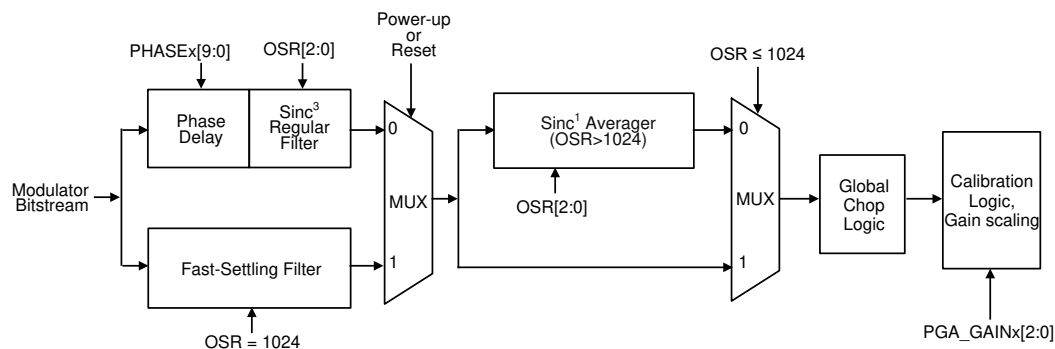 Power-up
or
Reset
PHASEx[9:0]
OSR[2:0]
OSR ≤ 1024
Phase
Delay
Sinc³
Regular
Filter
0
Sinc¹ Averager
(OSR>1024)
0
Modulator
Bitstream
MUX
OSR[2:0]
MUX
Global
Chop
Logic
Calibration
Logic,
Gain scaling
Fast-Settling Filter
1
1
OSR = 1024
PGA_GAINx[2:0]